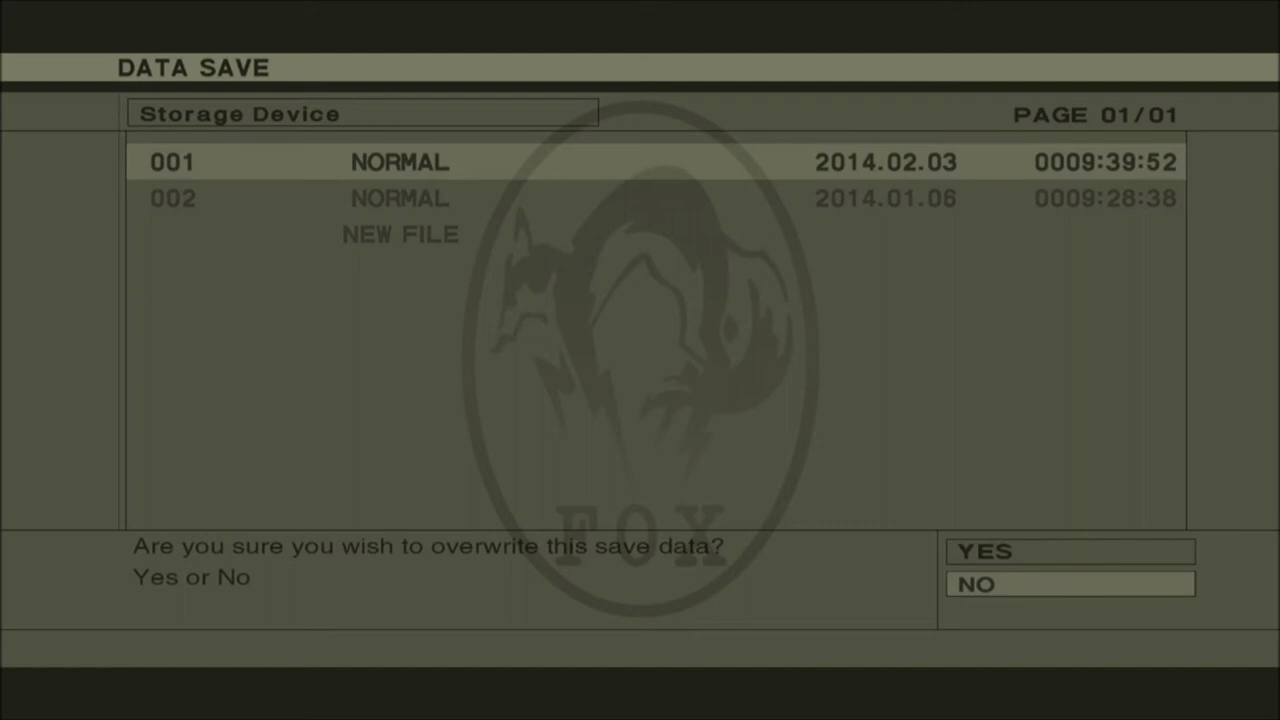 DATA SAVE
Storage Device PAGE 01/01
001 NORMAL 2014.02.03 0009:39:52
002 NORMAL 2014.01.06 0009:28:38
NEW FILE
FOX
Are you sure you wish to overwrite this save data?
Yes or No
YES
NO